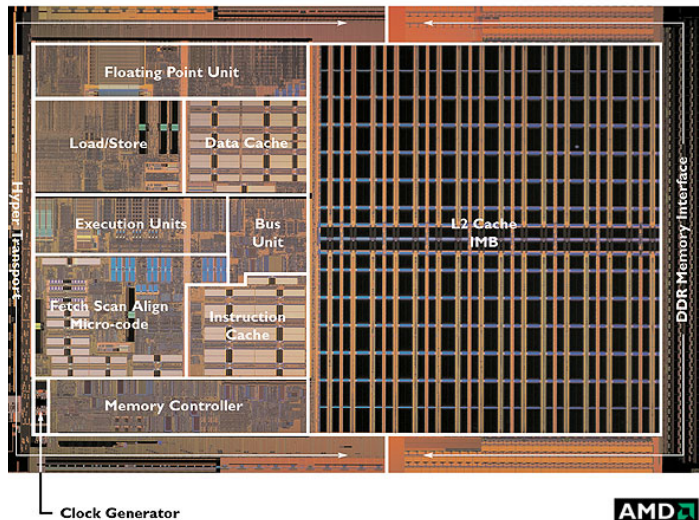 Floating Point Unit
Load/Store
Data Cache
Hyper Transport
Execution Units
Bus
Unit
L2 Cache
IMB
DDR Memory Interface
Fetch Scan Align
Micro-code
Instruction
Cache
Memory Controller
Clock Generator
AMD